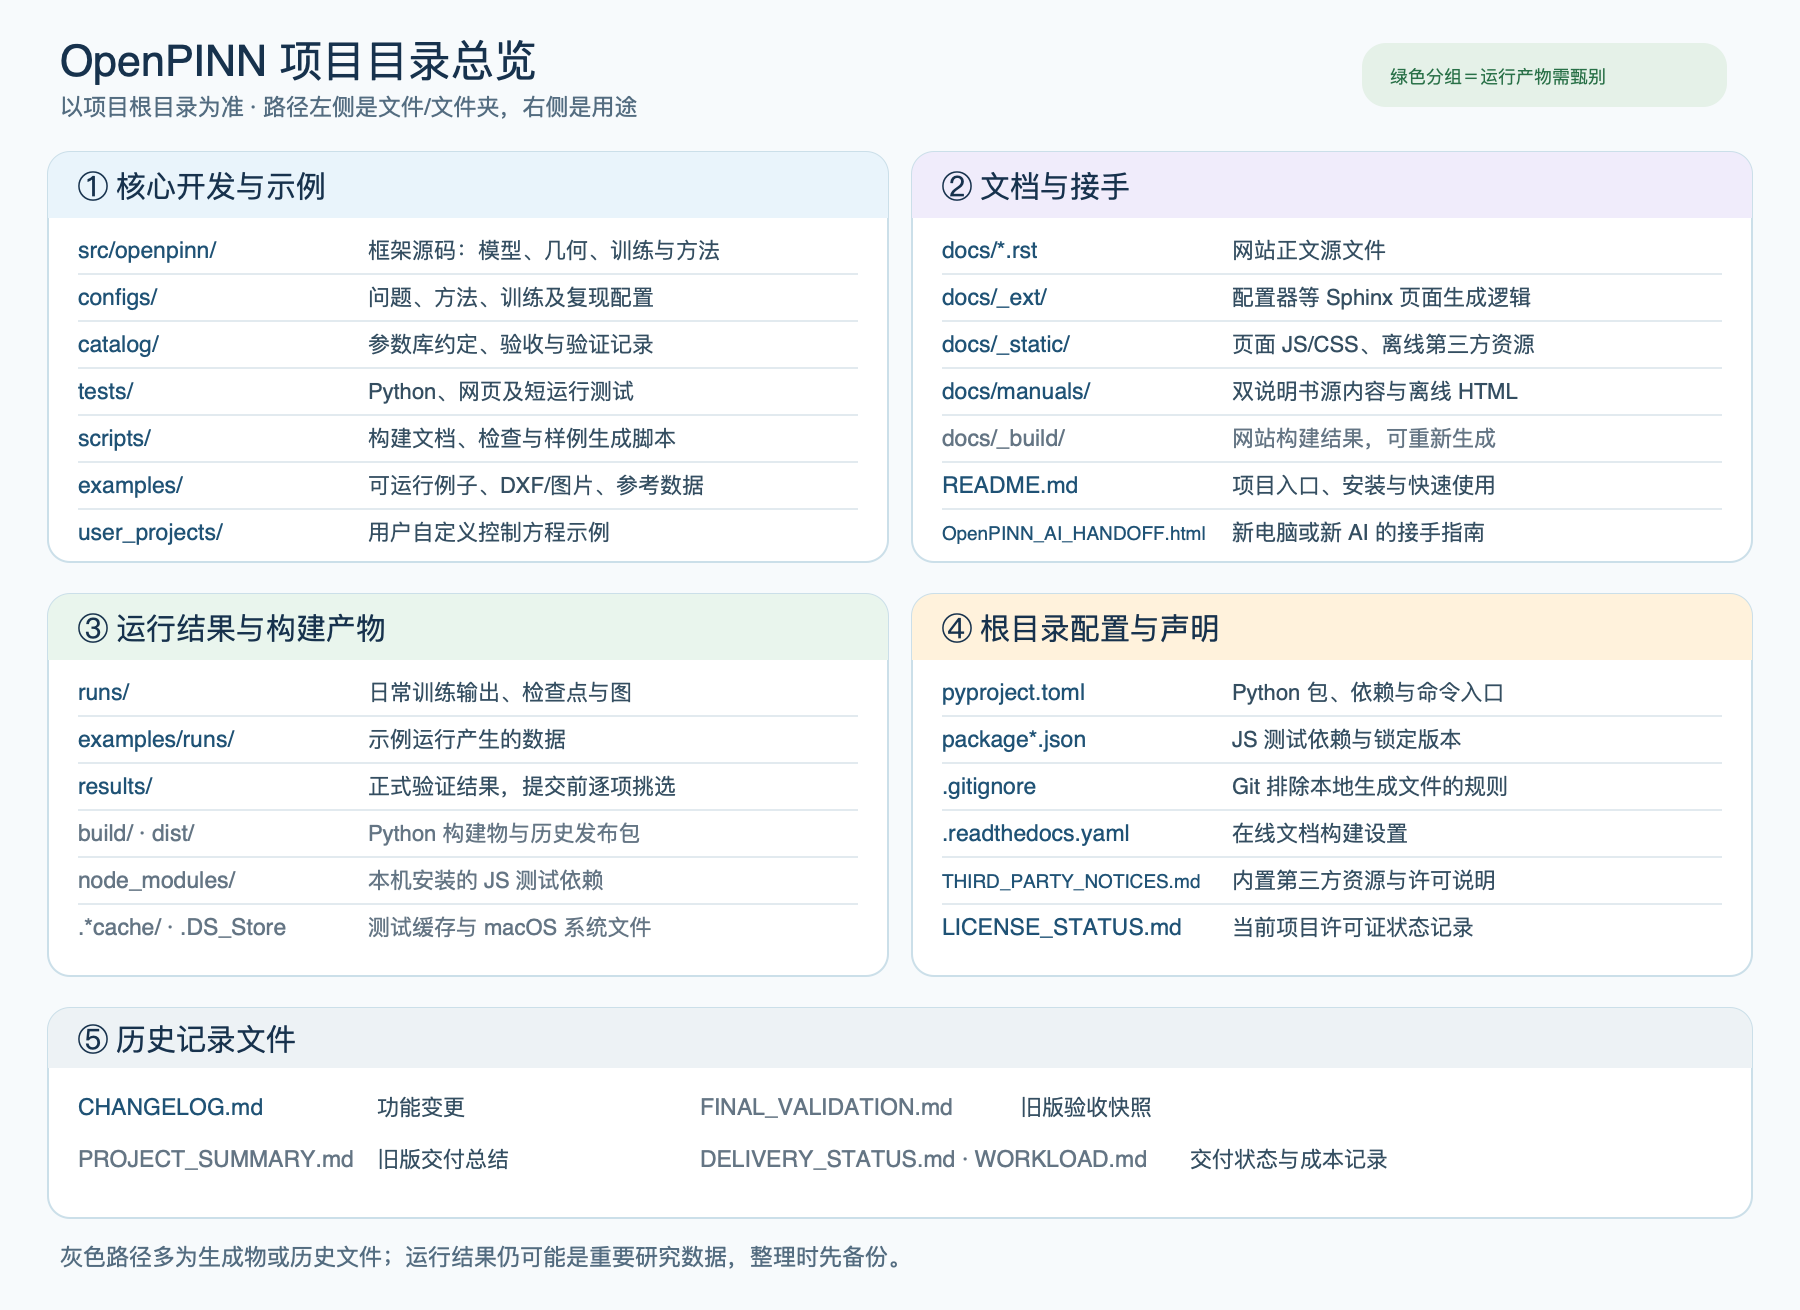 OpenPINN 项目目录总览
以项目根目录为准 · 路径左侧是文件/文件夹，右侧是用途
绿色分组＝运行产物需甄别
① 核心开发与示例
src/openpinn/ 框架源码：模型、几何、训练与方法
configs/ 问题、方法、训练及复现配置
catalog/ 参数库约定、验收与验证记录
tests/ Python、网页及短运行测试
scripts/ 构建文档、检查与样例生成脚本
examples/ 可运行例子、DXF/图片、参考数据
user_projects/ 用户自定义控制方程示例
② 文档与接手
docs/*.rst 网站正文源文件
docs/_ext/ 配置器等 Sphinx 页面生成逻辑
docs/_static/ 页面 JS/CSS、离线第三方资源
docs/manuals/ 双说明书源内容与离线 HTML
docs/_build/ 网站构建结果，可重新生成
README.md 项目入口、安装与快速使用
OpenPINN_AI_HANDOFF.html 新电脑或新 AI 的接手指南
③ 运行结果与构建产物
runs/ 日常训练输出、检查点与图
examples/runs/ 示例运行产生的数据
results/ 正式验证结果，提交前逐项挑选
build/ · dist/ Python 构建物与历史发布包
node_modules/ 本机安装的 JS 测试依赖
.*cache/ · .DS_Store 测试缓存与 macOS 系统文件
④ 根目录配置与声明
pyproject.toml Python 包、依赖与命令入口
package*.json JS 测试依赖与锁定版本
.gitignore Git 排除本地生成文件的规则
.readthedocs.yaml 在线文档构建设置
THIRD_PARTY_NOTICES.md 内置第三方资源与许可说明
LICENSE_STATUS.md 当前项目许可证状态记录
⑤ 历史记录文件
CHANGELOG.md 功能变更 FINAL_VALIDATION.md 旧版验收快照
PROJECT_SUMMARY.md 旧版交付总结 DELIVERY_STATUS.md · WORKLOAD.md 交付状态与成本记录
灰色路径多为生成物或历史文件；运行结果仍可能是重要研究数据，整理时先备份。